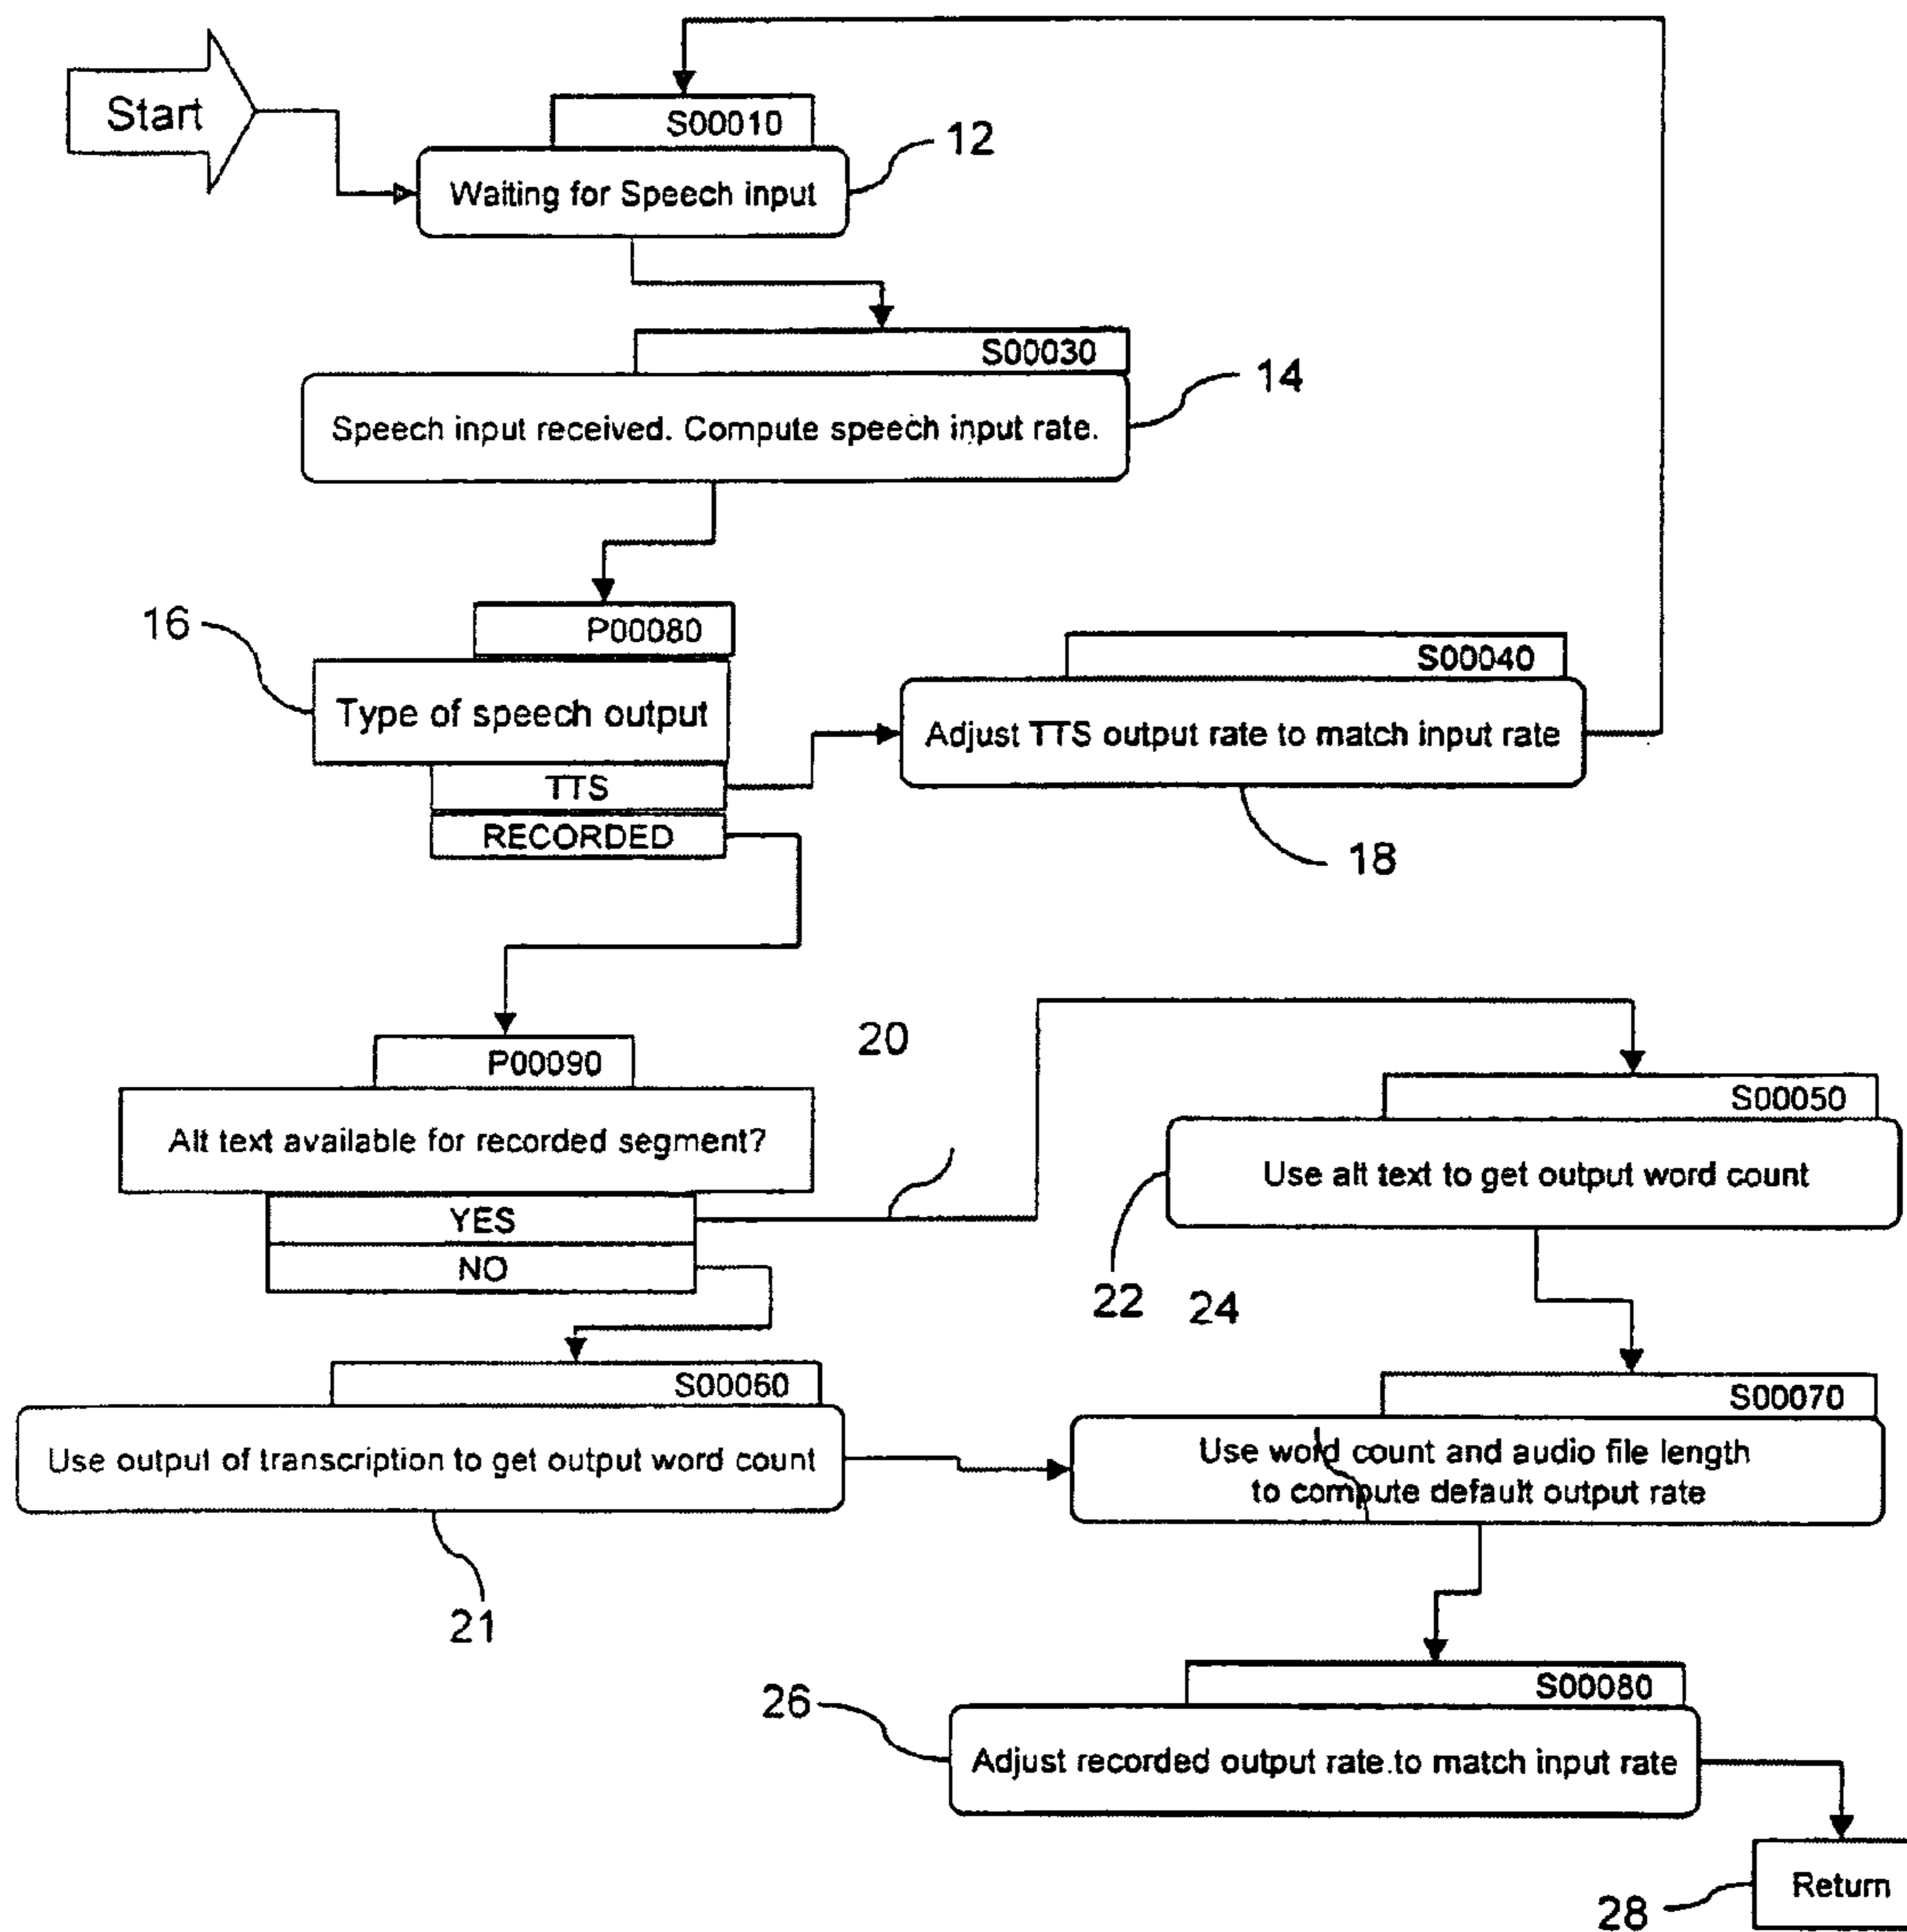 Start
S00010
12
Waiting for Speech input
S00030
14
Speech input received. Compute speech input rate.
16
P00080
Type of speech output
TTS
RECORDED
S00040
Adjust TTS output rate to match input rate
18
20
P00090
Alt text available for recorded segment?
YES
NO
S00050
Use alt text to get output word count
22
24
S00060
Use output of transcription to get output word count
21
S00070
Use word count and audio file length
to compute default output rate
26
S00080
Adjust recorded output rate.to match input rate
28
Return